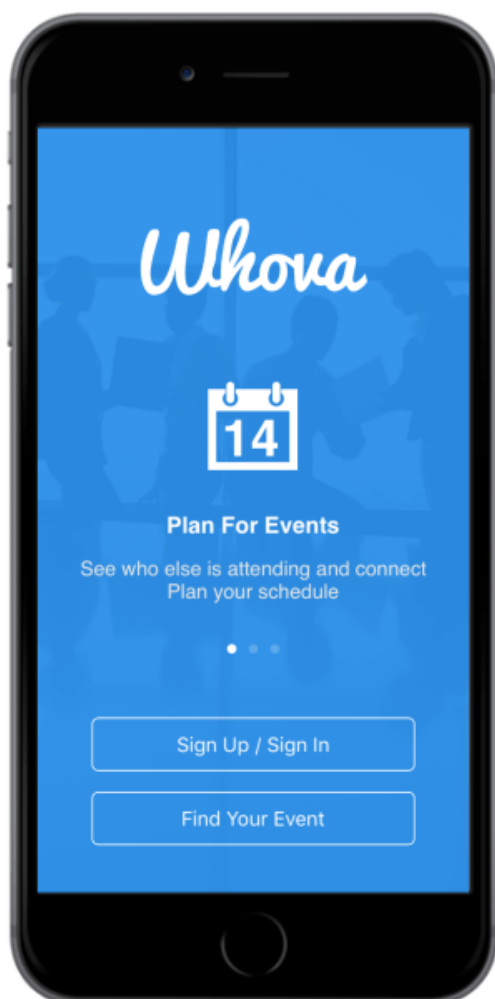 Whova
14
Plan For Events
See who else is attending and connect
Plan your schedule
Sign Up / Sign In
Find Your Event